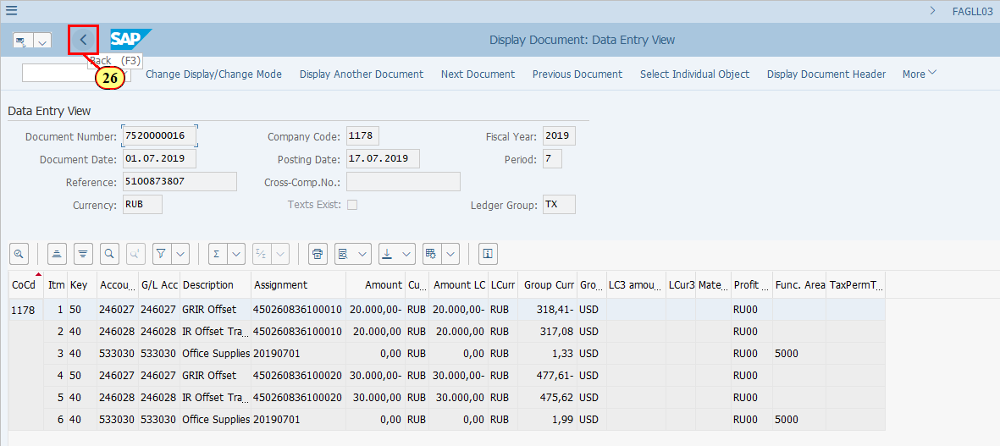 FAGLL03
SAP Display Document: Data Entry View
Back (F3)
26
Change Display/Change Mode Display Another Document Next Document Previous Document Select Individual Object Display Document Header More
Data Entry View
Document Number: 7520000016 Company Code: 1178 Fiscal Year: 2019
Document Date: 01.07.2019 Posting Date: 17.07.2019 Period: 7
Reference: 5100873807 Cross-Comp.No.:
Currency: RUB Texts Exist: Ledger Group: TX
CoCd Itm Key Accou... G/L Acc Description Assignment Amount Cu... Amount LC LCurr Group Curr Gro... LC3 amou... LCur3 Mate... Profit ... Func. Area TaxPermT...
1178 1 50 246027 246027 GRIR Offset 450260836100010 20.000,00- RUB 20.000,00- RUB 318,41- USD RU00
2 40 246028 246028 IR Offset Tra... 450260836100010 20.000,00 RUB 20.000,00 RUB 317,08 USD RU00
3 40 533030 533030 Office Supplies 20190701 0,00 RUB 0,00 RUB 1,33 USD RU00 5000
4 50 246027 246027 GRIR Offset 450260836100020 30.000,00- RUB 30.000,00- RUB 477,61- USD RU00
5 40 246028 246028 IR Offset Tra... 450260836100020 30.000,00 RUB 30.000,00 RUB 475,62 USD RU00
6 40 533030 533030 Office Supplies 20190701 0,00 RUB 0,00 RUB 1,99 USD RU00 5000